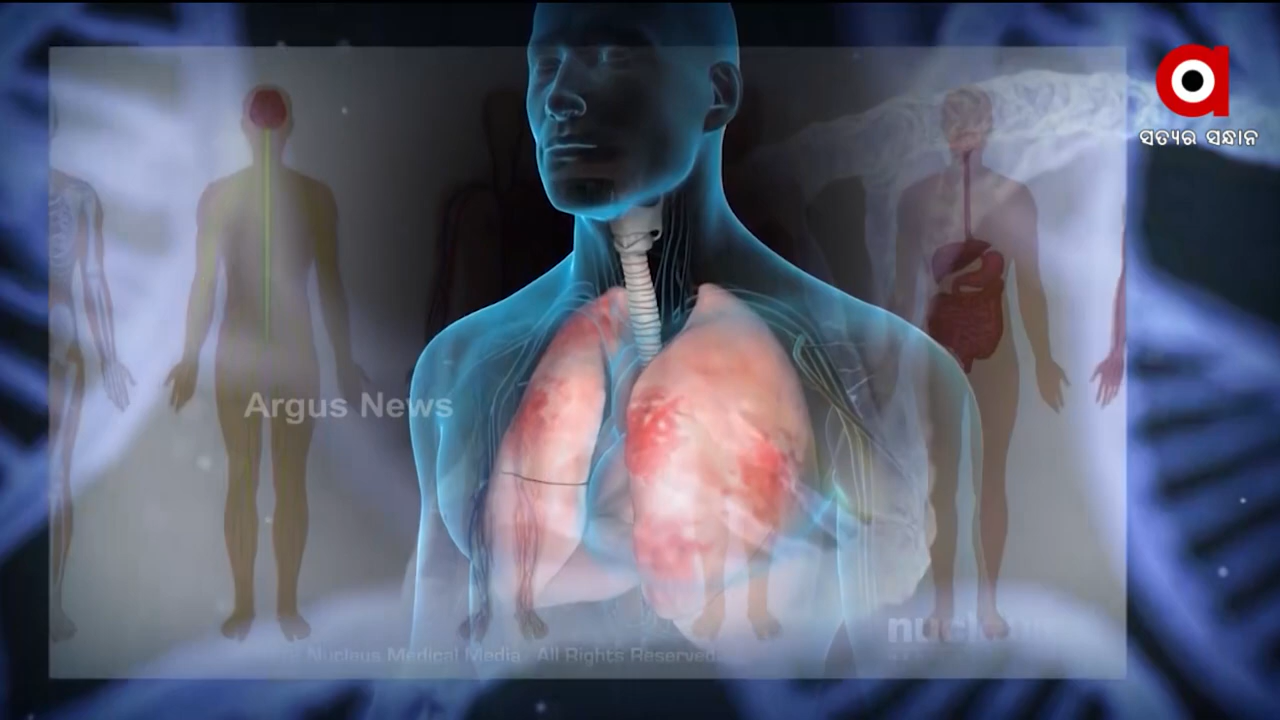 ସତ୍ୟର ସନ୍ଧାନ
Argus News
Nucleus Medical Media. All Rights Reserved